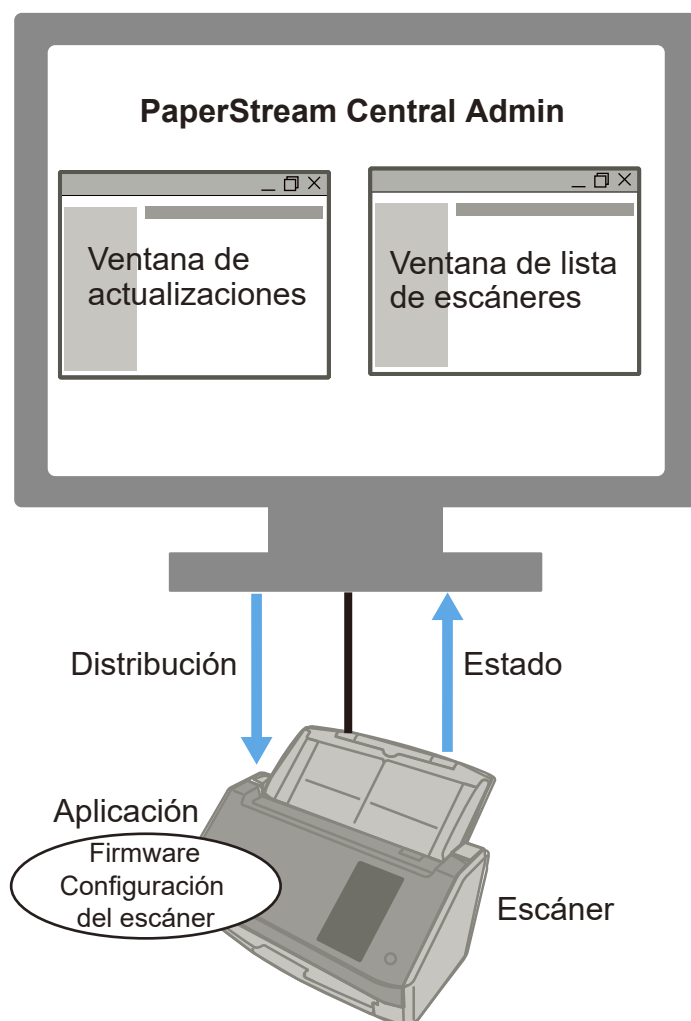 PaperStream Central Admin
Ventana de
actualizaciones
Ventana de lista
de escáneres
Distribución
Estado
Aplicación
Firmware
Configuración
del escáner
Escáner